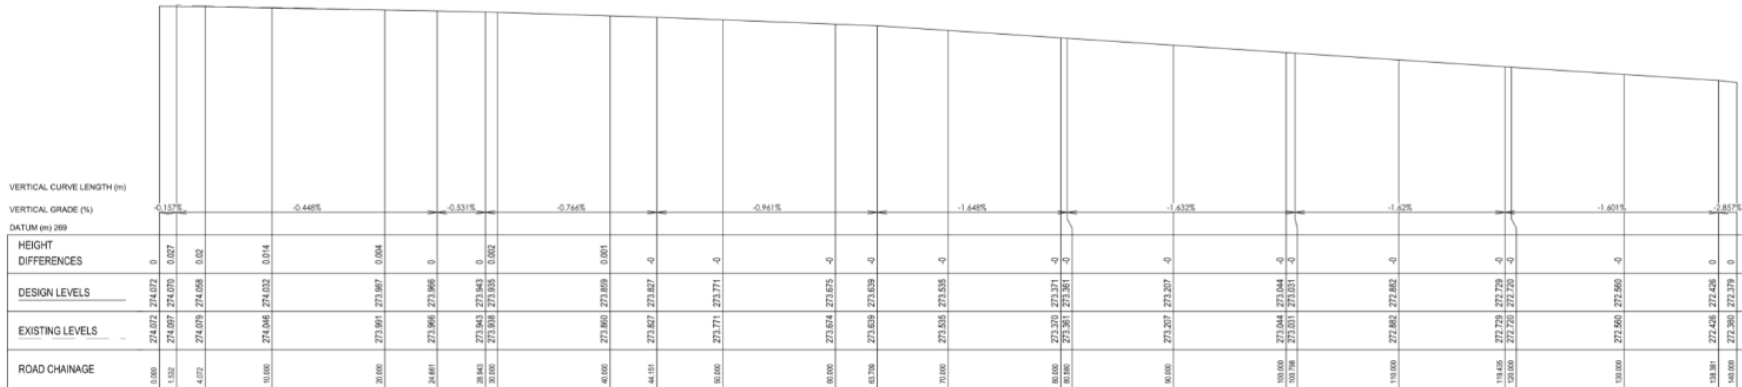 VERTICAL CURVE LENGTH (m)
VERTICAL GRADE (%) -0.157% -0.448% -0.531% -0.766% -0.961% -1.648% -1.632% -1.62% -1.601% -2.857%
DATUM (m) 269
HEIGHT
DIFFERENCES 0 0.027 0.02 0.014 0.004 0 0 0.002 0.001 -0 -0 -0 -0 -0 -0 -0 -0 -0 -0 -0 -0 -0 -0 0 0
DESIGN LEVELS 274.072 274.070 274.058 274.032 273.987 273.966 273.943 273.935 273.859 273.827 273.771 273.675 273.639 273.535 273.371 273.361 273.207 273.044 273.031 272.882 272.729 272.720 272.560 272.426 272.379
EXISTING LEVELS 274.072 274.097 274.079 274.046 273.991 273.966 273.943 273.938 273.860 273.827 273.771 273.674 273.639 273.535 273.370 273.361 273.207 273.044 273.031 272.882 272.729 272.720 272.560 272.426 272.380
ROAD CHAINAGE 0.000 1.532 4.072 10.000 20.000 24.661 28.943 30.000 40.000 44.151 50.000 60.000 63.709 70.000 80.000 80.580 90.000 100.000 100.798 110.000 119.435 120.000 130.000 138.381 140.000